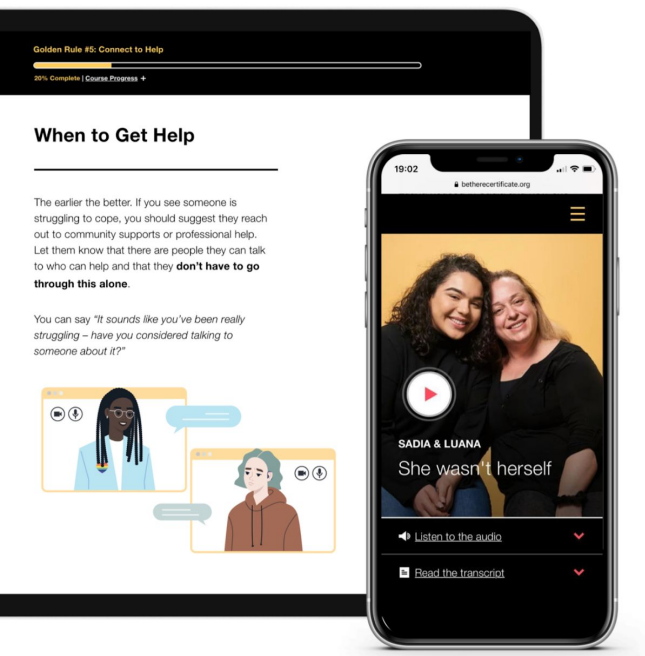 Golden Rule #5: Connect to Help
20% Complete | Course Progress +
When to Get Help
The earlier the better. If you see someone is
struggling to cope, you should suggest they reach
out to community supports or professional help.
Let them know that there are people they can talk
to who can help and that they don't have to go
through this alone.
You can say “It sounds like you've been really
struggling – have you considered talking to
someone about it?”
19:02
betherecertificate.org
SADIA & LUANA
She wasn't herself
Listen to the audio
Read the transcript